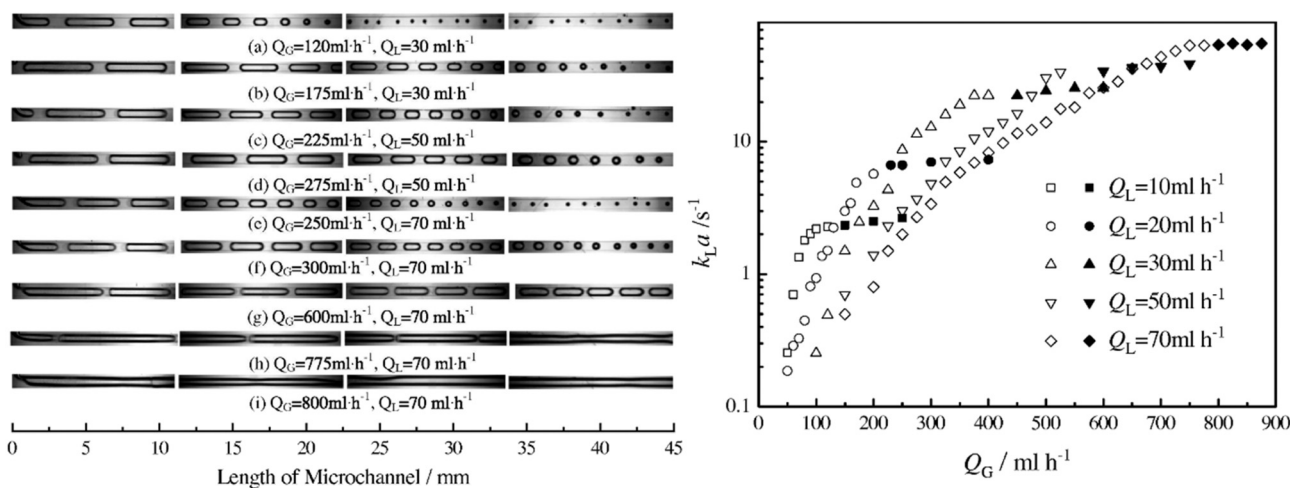 (a) Q_G=120ml·h⁻¹, Q_L=30 ml·h⁻¹
(b) Q_G=175ml·h⁻¹, Q_L=30 ml·h⁻¹
(c) Q_G=225ml·h⁻¹, Q_L=50 ml·h⁻¹
(d) Q_G=275ml·h⁻¹, Q_L=50 ml·h⁻¹
(e) Q_G=250ml·h⁻¹, Q_L=70 ml·h⁻¹
(f) Q_G=300ml·h⁻¹, Q_L=70 ml·h⁻¹
(g) Q_G=600ml·h⁻¹, Q_L=70 ml·h⁻¹
(h) Q_G=775ml·h⁻¹, Q_L=70 ml·h⁻¹
(i) Q_G=800ml·h⁻¹, Q_L=70 ml·h⁻¹
0 5 10 15 20 25 30 35 40 45
Length of Microchannel / mm
k_La /s⁻¹
10
1
0.1
Q_L=10ml h⁻¹
Q_L=20ml h⁻¹
Q_L=30ml h⁻¹
Q_L=50ml h⁻¹
Q_L=70ml h⁻¹
0 100 200 300 400 500 600 700 800 900
Q_G / ml h⁻¹